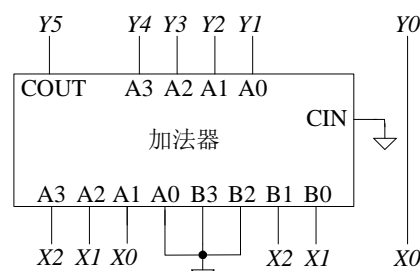 Y5 Y4 Y3 Y2 Y1 Y0
COUT A3 A2 A1 A0
CIN
加法器
A3 A2 A1 A0 B3 B2 B1 B0
X2 X1 X0 X2 X1 X0